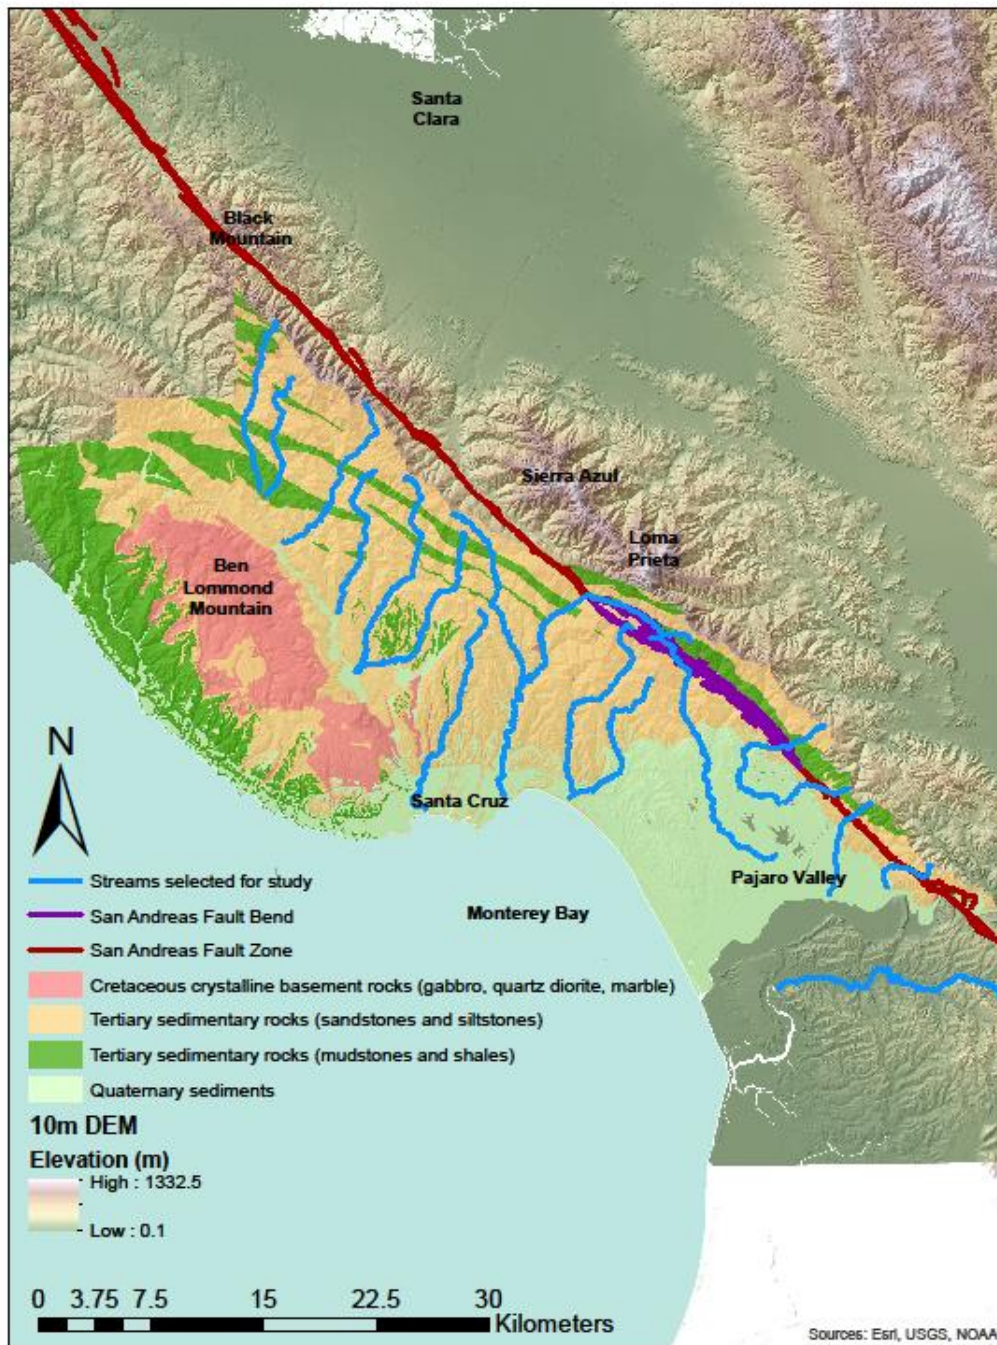 Santa
Clara
Black
Mountain
Sierra Azul
Loma
Prieta
Ben
Lommond
Mountain
Santa Cruz
Pajaro Valley
Monterey Bay
N
Streams selected for study
San Andreas Fault Bend
San Andreas Fault Zone
Cretaceous crystalline basement rocks (gabbro, quartz diorite, marble)
Tertiary sedimentary rocks (sandstones and siltstones)
Tertiary sedimentary rocks (mudstones and shales)
Quaternary sediments
10m DEM
Elevation (m)
High : 1332.5
Low : 0.1
0 3.75 7.5 15 22.5 30
Kilometers
Sources: Esri, USGS, NOAA